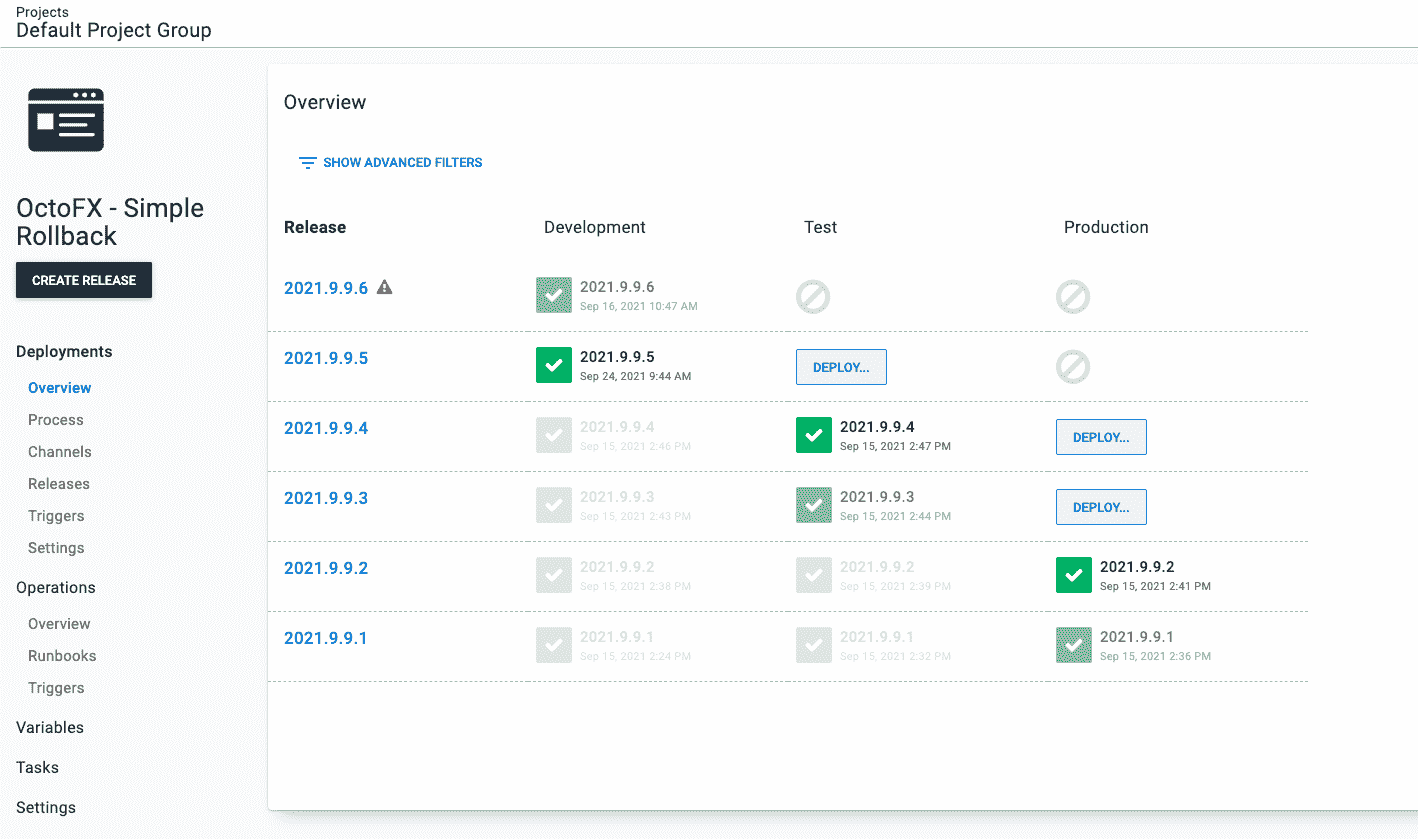 Projects
Default Project Group
OctoFX - Simple
Rollback
CREATE RELEASE
Deployments
Overview
Process
Channels
Releases
Triggers
Settings
Operations
Overview
Runbooks
Triggers
Variables
Tasks
Settings
Overview
SHOW ADVANCED FILTERS
Release Development Test Production
2021.9.9.6 2021.9.9.6
Sep 16, 2021 10:47 AM
2021.9.9.5 2021.9.9.5 DEPLOY...
Sep 24, 2021 9:44 AM
2021.9.9.4 2021.9.9.4 2021.9.9.4 DEPLOY...
Sep 15, 2021 2:46 PM Sep 15, 2021 2:47 PM
2021.9.9.3 2021.9.9.3 2021.9.9.3 DEPLOY...
Sep 15, 2021 2:43 PM Sep 15, 2021 2:44 PM
2021.9.9.2 2021.9.9.2 2021.9.9.2 2021.9.9.2
Sep 15, 2021 2:38 PM Sep 15, 2021 2:39 PM Sep 15, 2021 2:41 PM
2021.9.9.1 2021.9.9.1 2021.9.9.1 2021.9.9.1
Sep 15, 2021 2:24 PM Sep 15, 2021 2:32 PM Sep 15, 2021 2:36 PM